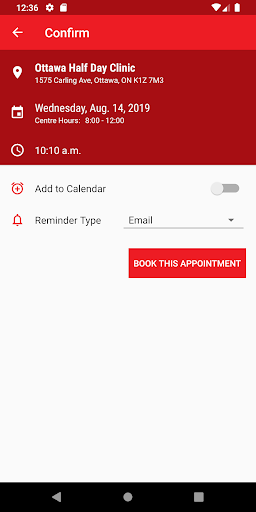 12:36
Confirm
Ottawa Half Day Clinic
1575 Carling Ave, Ottawa, ON K1Z 7M3
Wednesday, Aug. 14, 2019
Centre Hours: 8:00 - 12:00
10:10 a.m.
Add to Calendar
Reminder Type Email
BOOK THIS APPOINTMENT